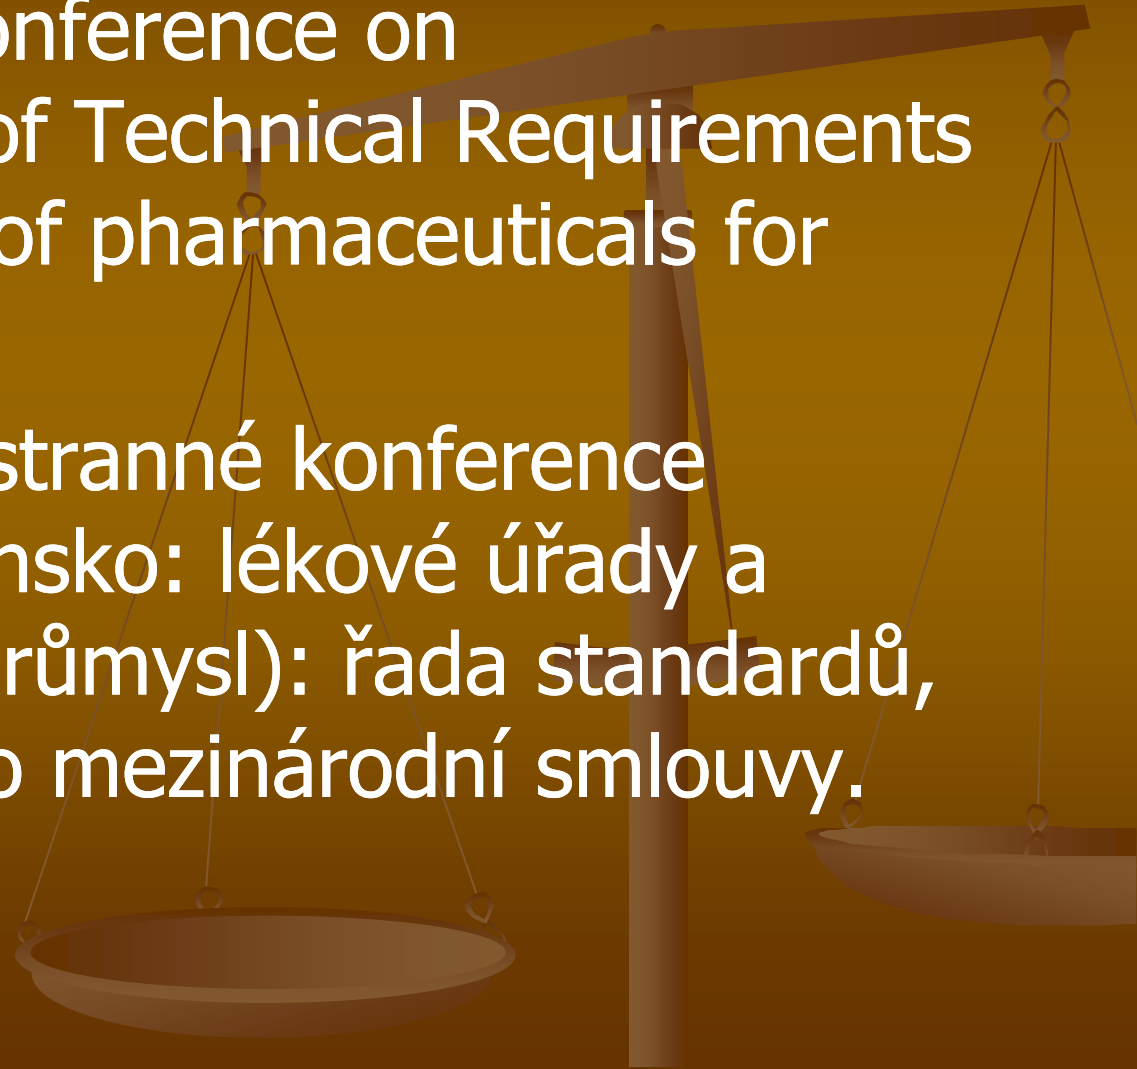 onference on
of Technical Requirements
of pharmaceuticals for
stranné konference
nsko: lékové úřady a
růmysl): řada standardů,
o mezinárodní smlouvy.